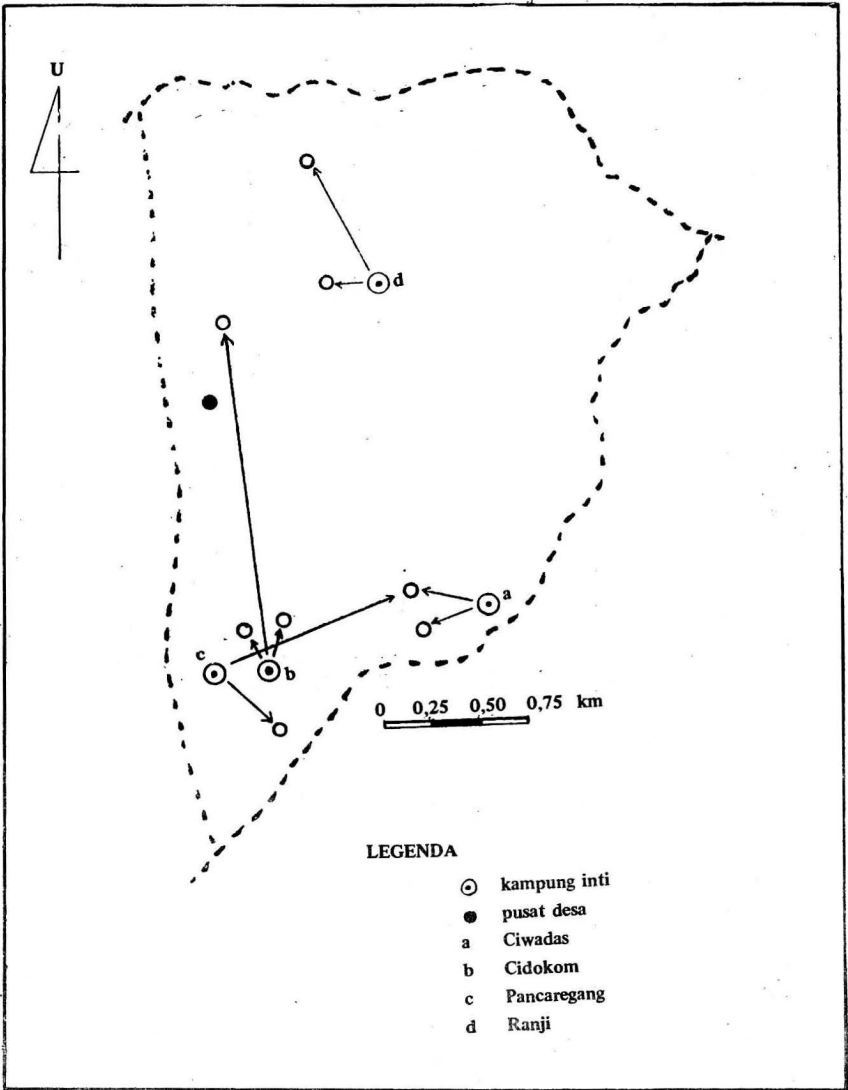 U
d
a
c
b
0 0,25 0,50 0,75 km
LEGENDA
kampung inti
pusat desa
a Ciwadas
b Cidokom
c Pancaregang
d Ranji